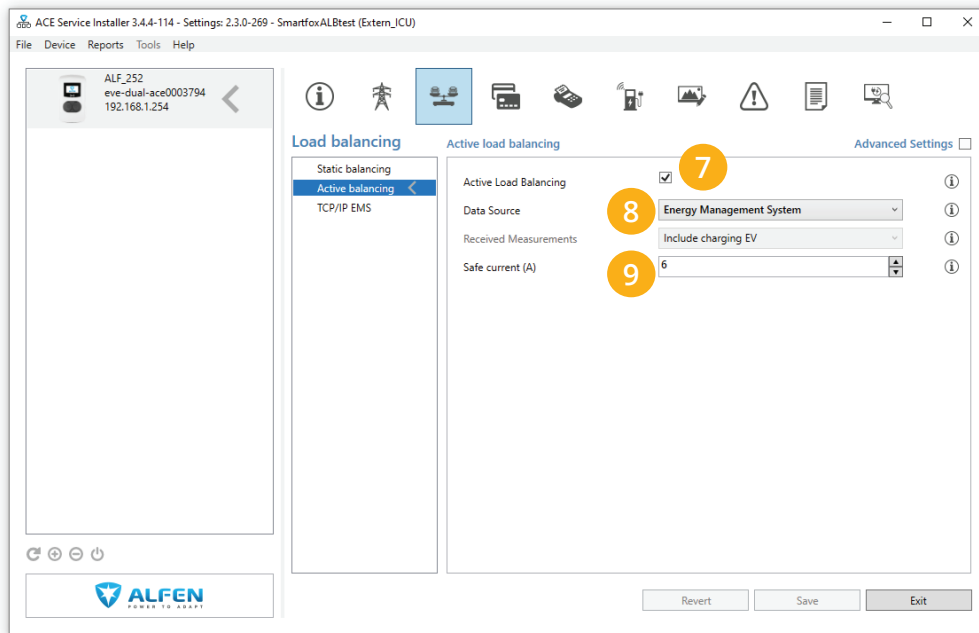 ACE Service Installer 3.4.4-114 - Settings: 2.3.0-269 - SmartfoxALBtest (Extern_ICU)
File Device Reports Tools Help
ALF_252
eve-dual-ace0003794
192.168.1.254
Load balancing
Active load balancing
Advanced Settings
Static balancing
Active balancing
TCP/IP EMS
Active Load Balancing
7
Data Source
8
Energy Management System
Received Measurements
Include charging EV
Safe current (A)
9
6
ALFEN
POWER TO ADAPT
Revert
Save
Exit